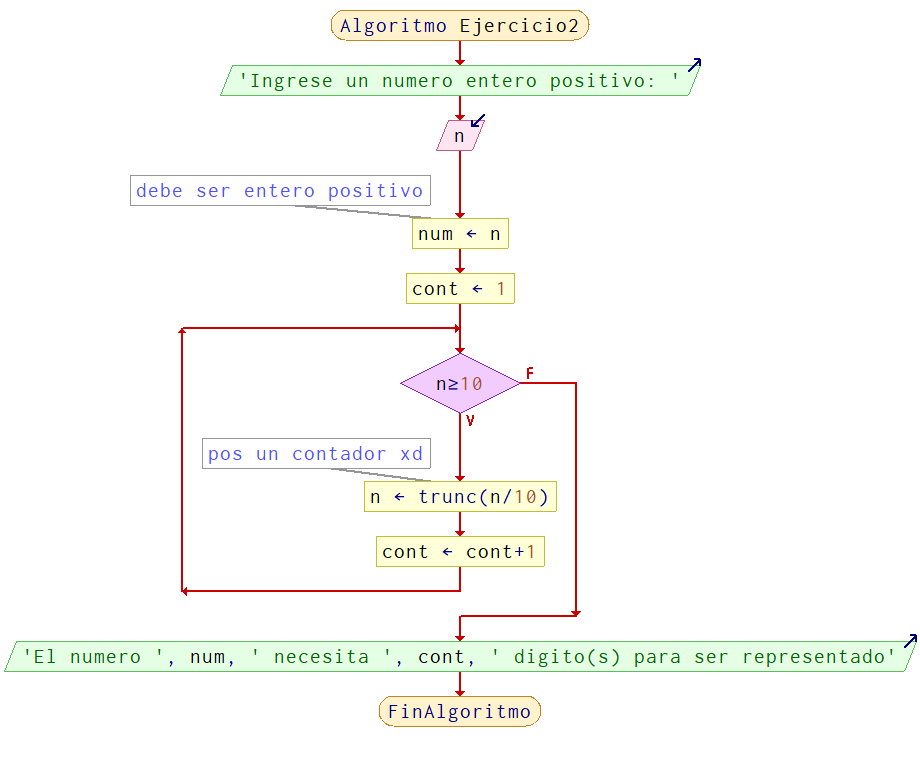 Algoritmo Ejercicio2
'Ingrese un numero entero positivo: '
n
debe ser entero positivo
num ← n
cont ← 1
n≥10
F
V
pos un contador xd
n ← trunc(n/10)
cont ← cont+1
'El numero ', num, ' necesita ', cont, ' digito(s) para ser representado'
FinAlgoritmo